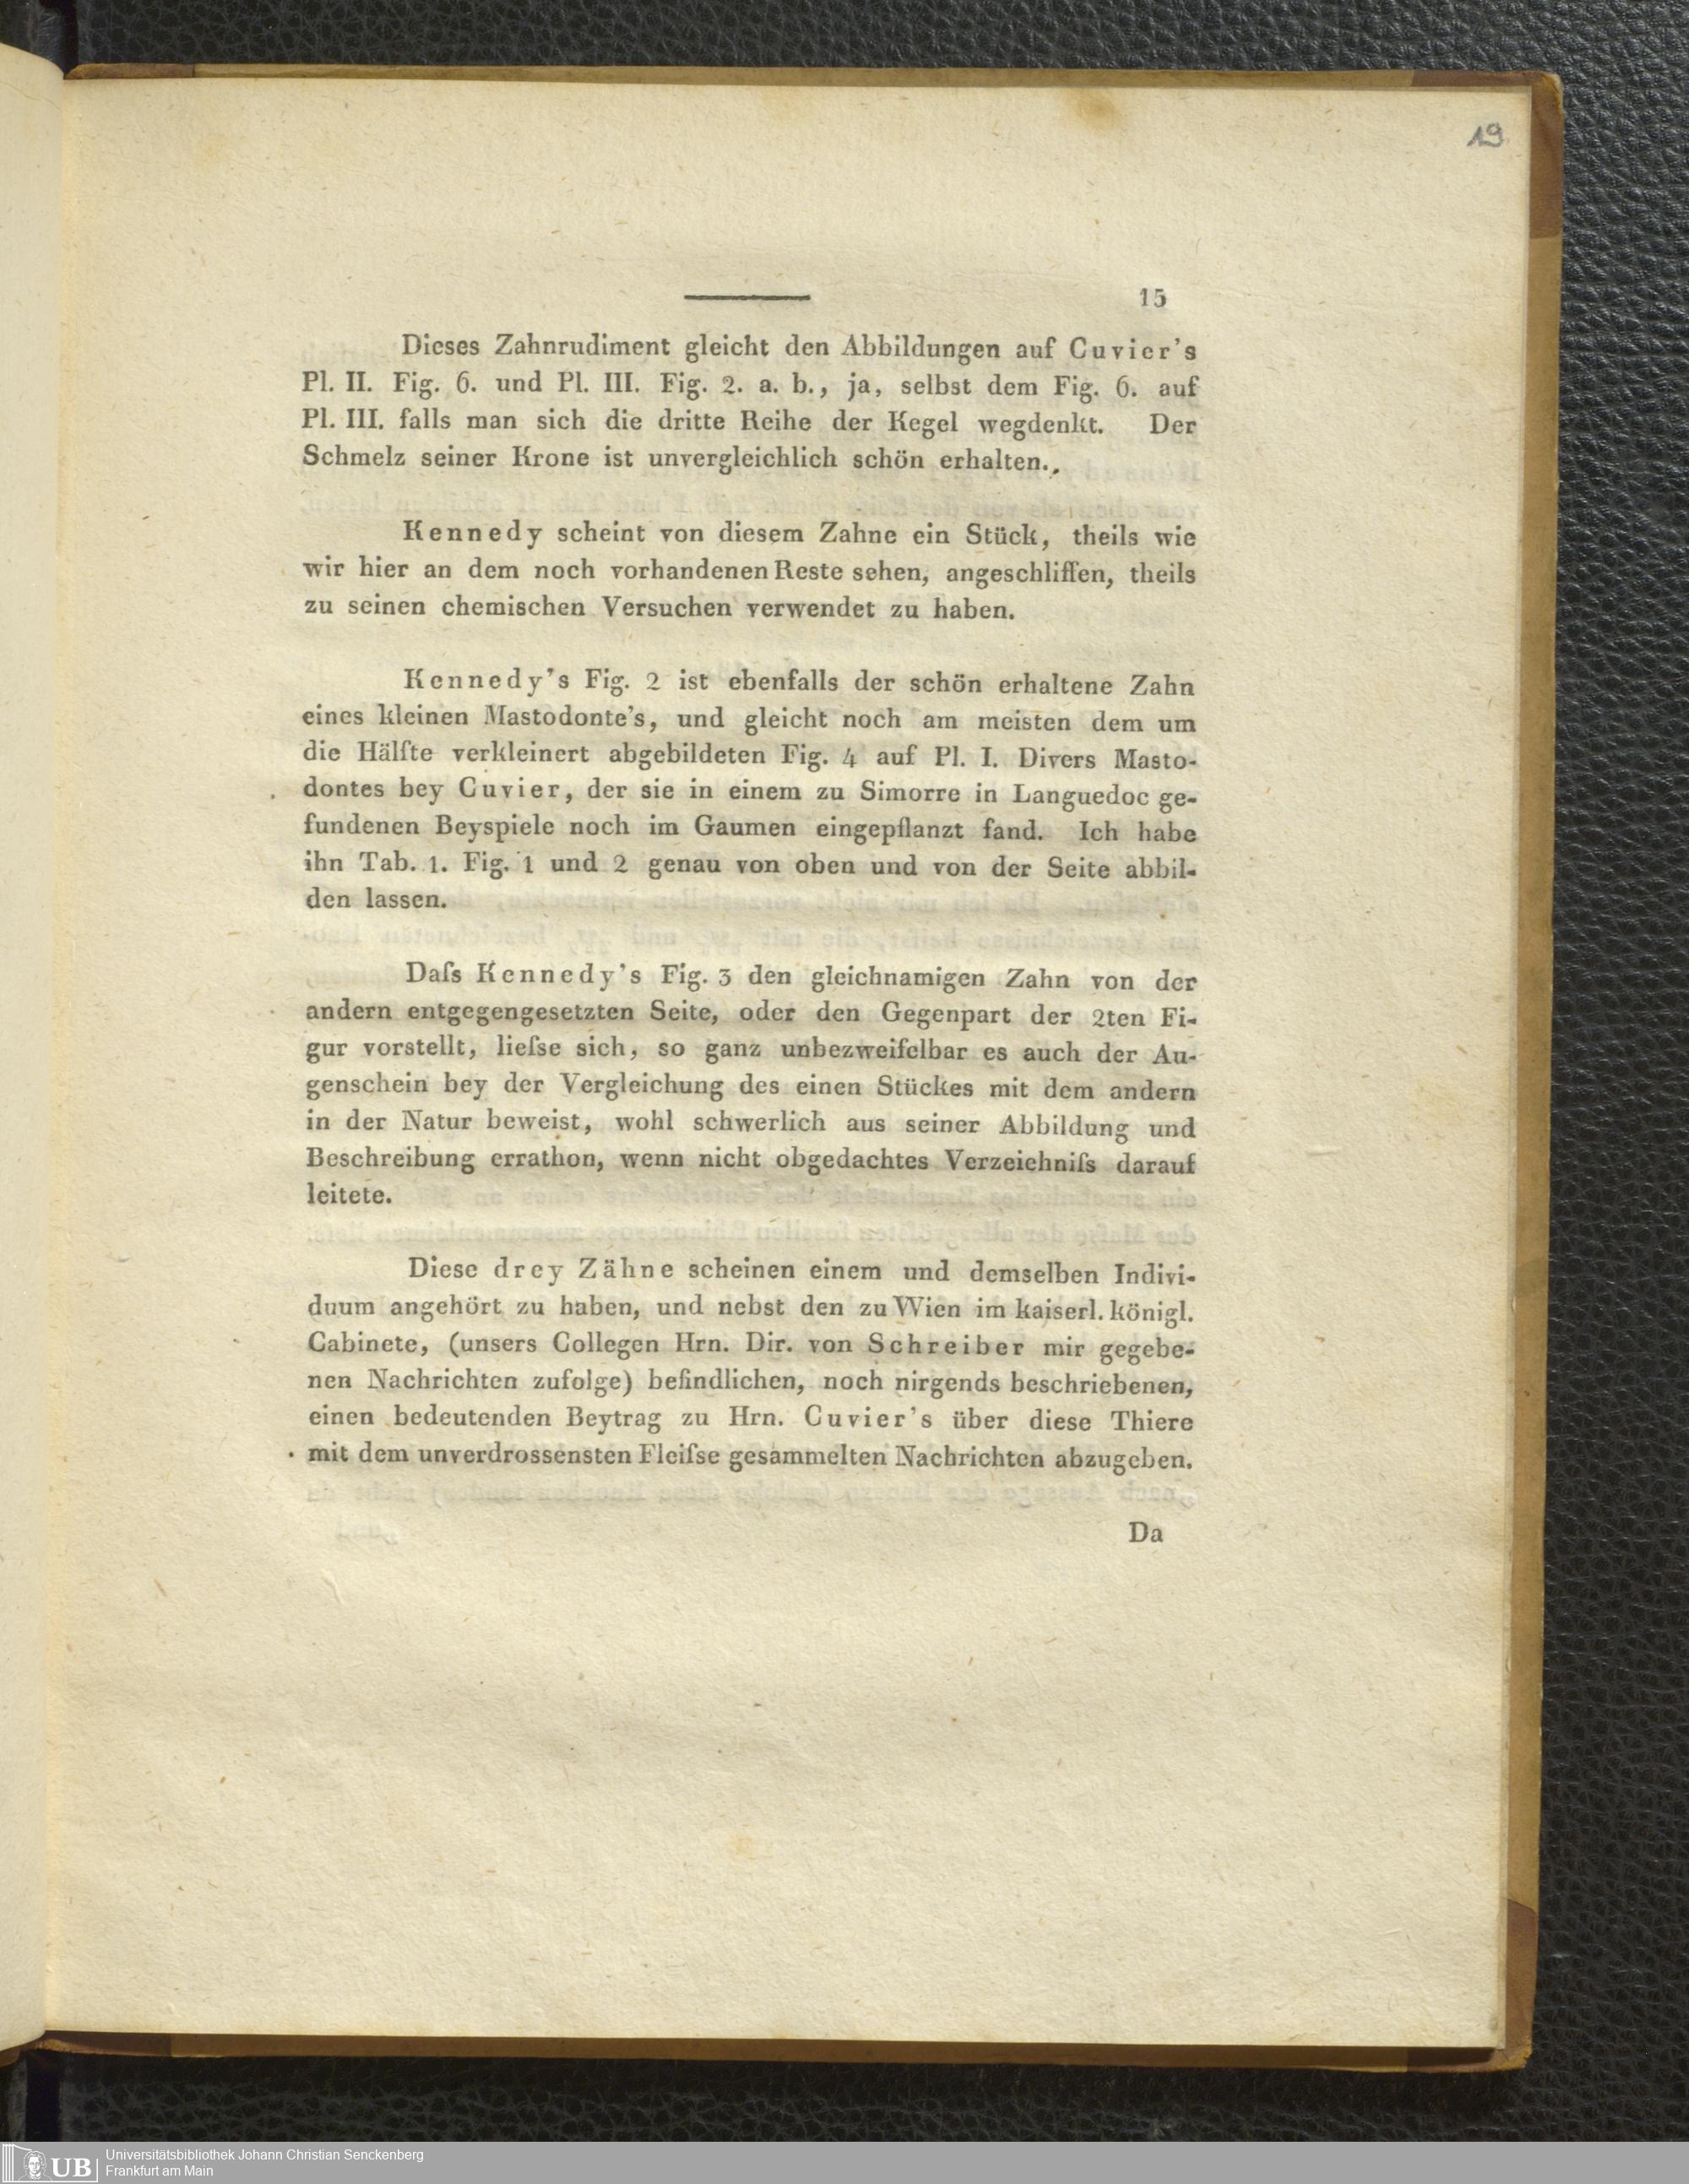 19
15
Dieses Zahnrudiment gleicht den Abbildungen auf Cuvier's
Pl. II. Fig. 6. und Pl. III. Fig. 2. a. b., ja, selbst dem Fig. 6. auf
Pl. III. falls man sich die dritte Reihe der Kegel wegdenkt. Der
Schmelz seiner Krone ist unvergleichlich schön erhalten.
Kennedy scheint von diesem Zahne ein Stück, theils wie
wir hier an dem noch vorhandenen Reste sehen, angeschliffen, theils
zu seinen chemischen Versuchen verwendet zu haben.
Kennedy's Fig. 2 ist ebenfalls der schön erhaltene Zahn
eines kleinen Mastodonte's, und gleicht noch am meisten dem um
die Hälfte verkleinert abgebildeten Fig. 4 auf Pl. I. Divers Masto-
dontes bey Cuvier, der sie in einem zu Simorre in Languedoc ge-
fundenen Beyspiele noch im Gaumen eingepflanzt fand. Ich habe
ihn Tab. 1. Fig. 1 und 2 genau von oben und von der Seite abbil-
den lassen.
Daſs Kennedy's Fig. 3 den gleichnamigen Zahn von der
andern entgegengesetzten Seite, oder den Gegenpart der 2ten Fi-
gur vorstellt, lieſse sich, so ganz unbezweifelbar es auch der Au-
genschein bey der Vergleichung des einen Stückes mit dem andern
in der Natur beweist, wohl schwerlich aus seiner Abbildung und
Beschreibung errathon, wenn nicht obgedachtes Verzeichniſs darauf
leitete.
Diese drey Zähne scheinen einem und demselben Indivi-
duum angehört zu haben, und nebst den zu Wien im kaiserl. königl.
Cabinete, (unsers Collegen Hrn. Dir. von Schreiber mir gegebe-
nen Nachrichten zufolge) befindlichen, noch nirgends beschriebenen,
einen bedeutenden Beytrag zu Hrn. Cuvier's über diese Thiere
mit dem unverdrossensten Fleiſse gesammelten Nachrichten abzugeben.
Da
UB
Universitätsbibliothek Johann Christian Senckenberg
Frankfurt am Main